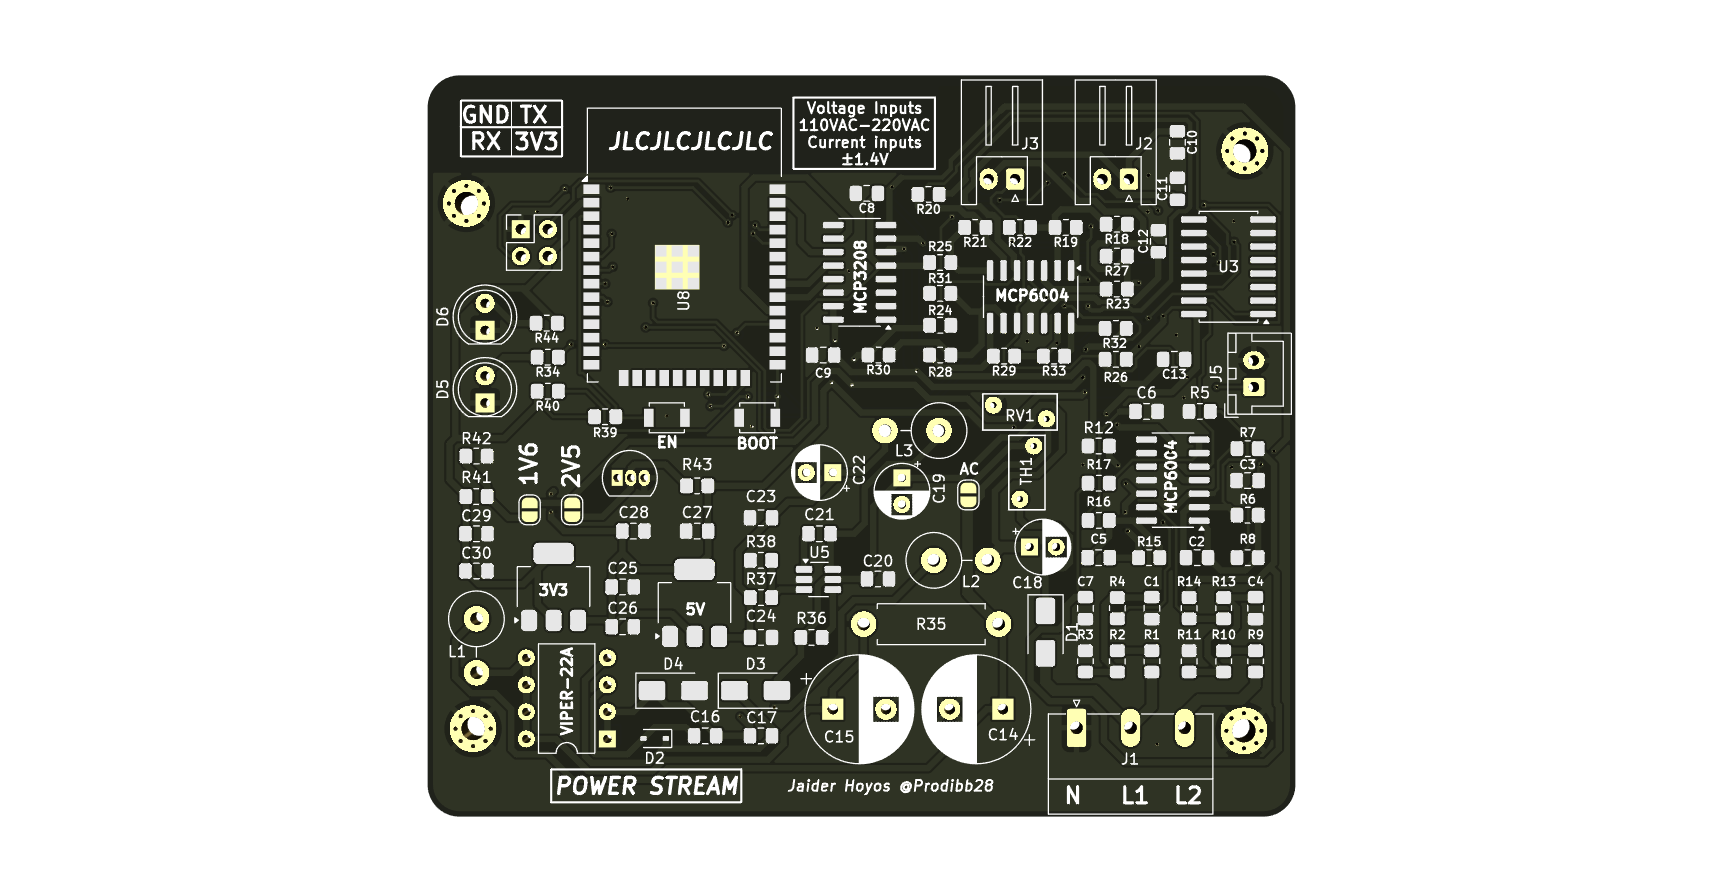 GND TX
RX 3V3
JLCJLCJLCJLC
Voltage Inputs
110VAC-220VAC
Current inputs
±1.4V
J3
J2
C10
C11
C8
R20
R21
R22
R19
R18
C12
U3
R25
R27
MCP3208
R31
MCP6004
R23
U8
R24
D6
R44
R32
R34
C9
R30
R28
R29
R33
R26
C13
J5
D5
R40
R39
EN
BOOT
RV1
C6
R5
R42
1V6
2V5
L3
R12
R7
R41
R43
C22
C19
AC
TH1
R17
MCP6004
C3
R16
R6
C29
C28
C27
C23
C21
C5
R15
C2
R8
C30
3V3
C25
R38
U5
C20
L2
C18
R37
C7
R4
C1
R14
R13
C4
C26
5V
C24
R36
R35
D1
R3
R2
R1
R11
R10
R9
L1
VIPER-22A
D4
D3
C16
C17
C15
C14
D2
J1
POWER STREAM
Jaider Hoyos @Prodibb28
N L1 L2